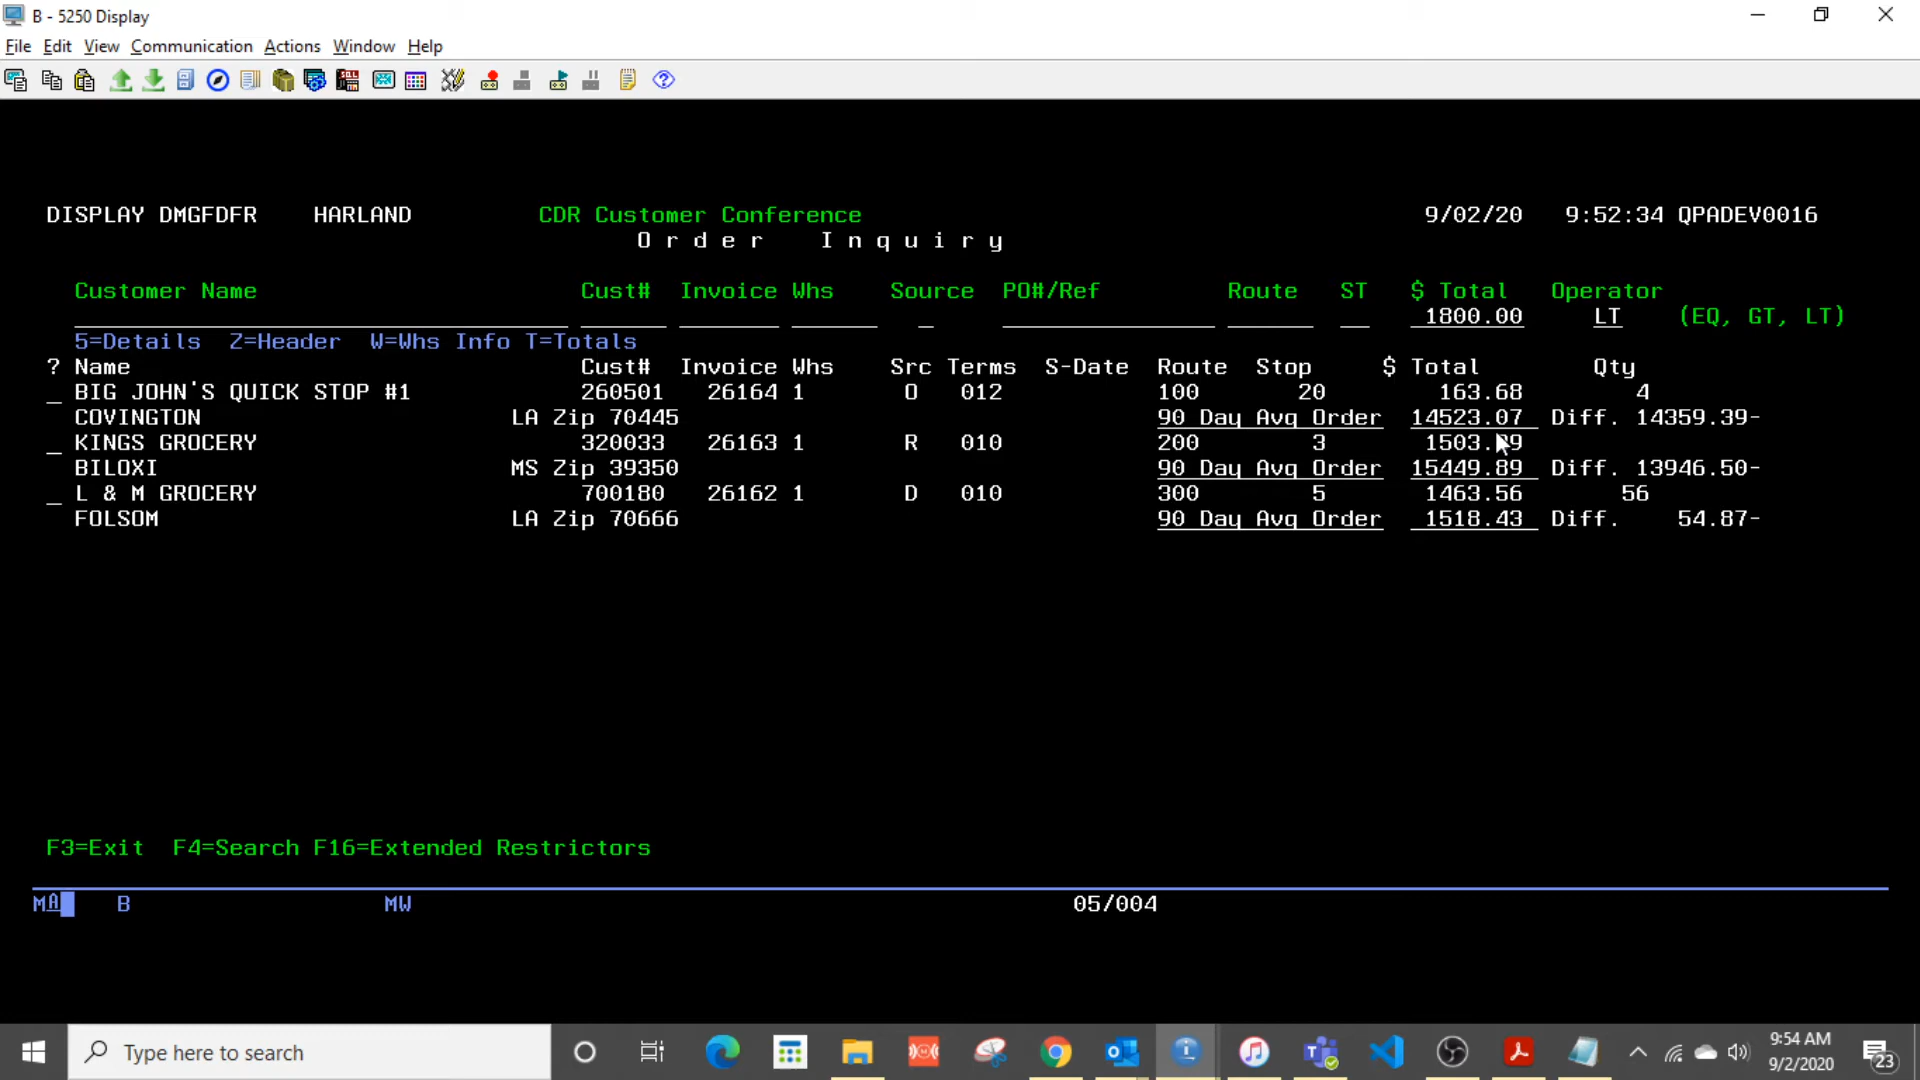 B - 5250 Display
File Edit View Communication Actions Window Help
DISPLAY DMGFDFR HARLAND CDR Customer Conference 9/02/20 9:52:34 QPADEV0016
Order Inquiry
Customer Name Cust# Invoice Whs Source PO#/Ref Route ST $ Total Operator
1800.00 LT (EQ, GT, LT)
5=Details Z=Header W=Whs Info T=Totals
? Name Cust# Invoice Whs Src Terms S-Date Route Stop $ Total Qty
_ BIG JOHN'S QUICK STOP #1 260501 26164 1 O 012 100 20 163.68 4
COVINGTON LA Zip 70445 90 Day Avg Order 14523.07 Diff. 14359.39-
_ KINGS GROCERY 320033 26163 1 R 010 200 3
BILOXI MS Zip 39350 90 Day Avg Order 15449.89 Diff. 13946.50-
_ L & M GROCERY 700180 26162 1 D 010 300 5 1463.56 56
FOLSOM LA Zip 70666 90 Day Avg Order 1518.43 Diff. 54.87-
F3=Exit F4=Search F16=Extended Restrictors
MA B MW 05/004
Type here to search
9:54 AM
9/2/2020
23